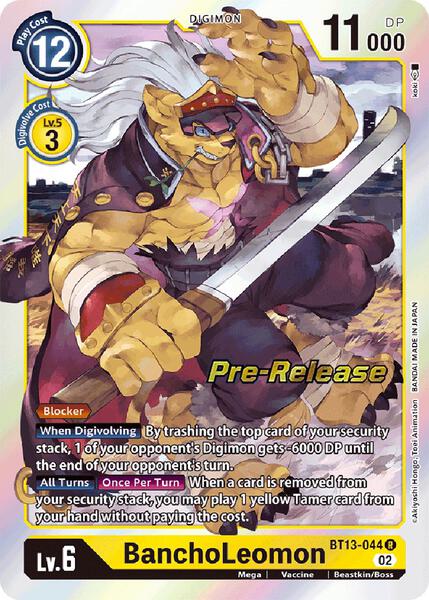 DIGIMON
Play Cost
12
DP
11000
Digivolve Cost
Lv.5
3
koki
Pre-Release
Blocker
When Digivolving By trashing the top card of your security
stack, 1 of your opponent's Digimon gets -6000 DP until
the end of your opponent's turn.
All Turns Once Per Turn When a card is removed from
your security stack, you may play 1 yellow Tamer card from
your hand without paying the cost.
©Akiyoshi Hongo, Toei Animation BANDAI MADE IN JAPAN
Lv.6
BanchoLeomon
BT13-044 R
02
Mega | Vaccine | Beastkin/Boss